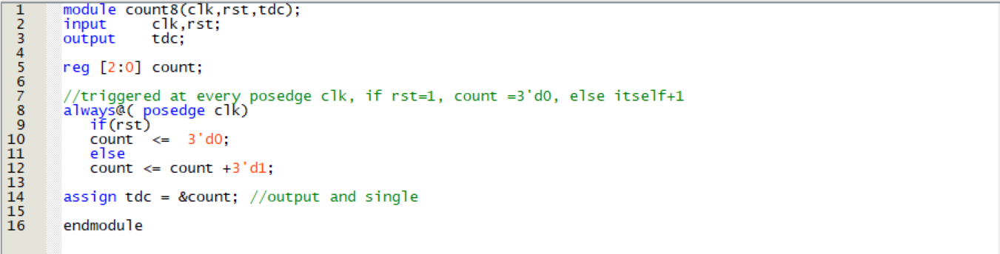 1 module count8(clk,rst,tdc);
2 input clk,rst;
3 output tdc;
4
5 reg [2:0] count;
6
7 //triggered at every posedge clk, if rst=1, count =3'd0, else itself+1
8 always@( posedge clk)
9 if(rst)
10 count <= 3'd0;
11 else
12 count <= count +3'd1;
13
14 assign tdc = &count; //output and single
15
16 endmodule